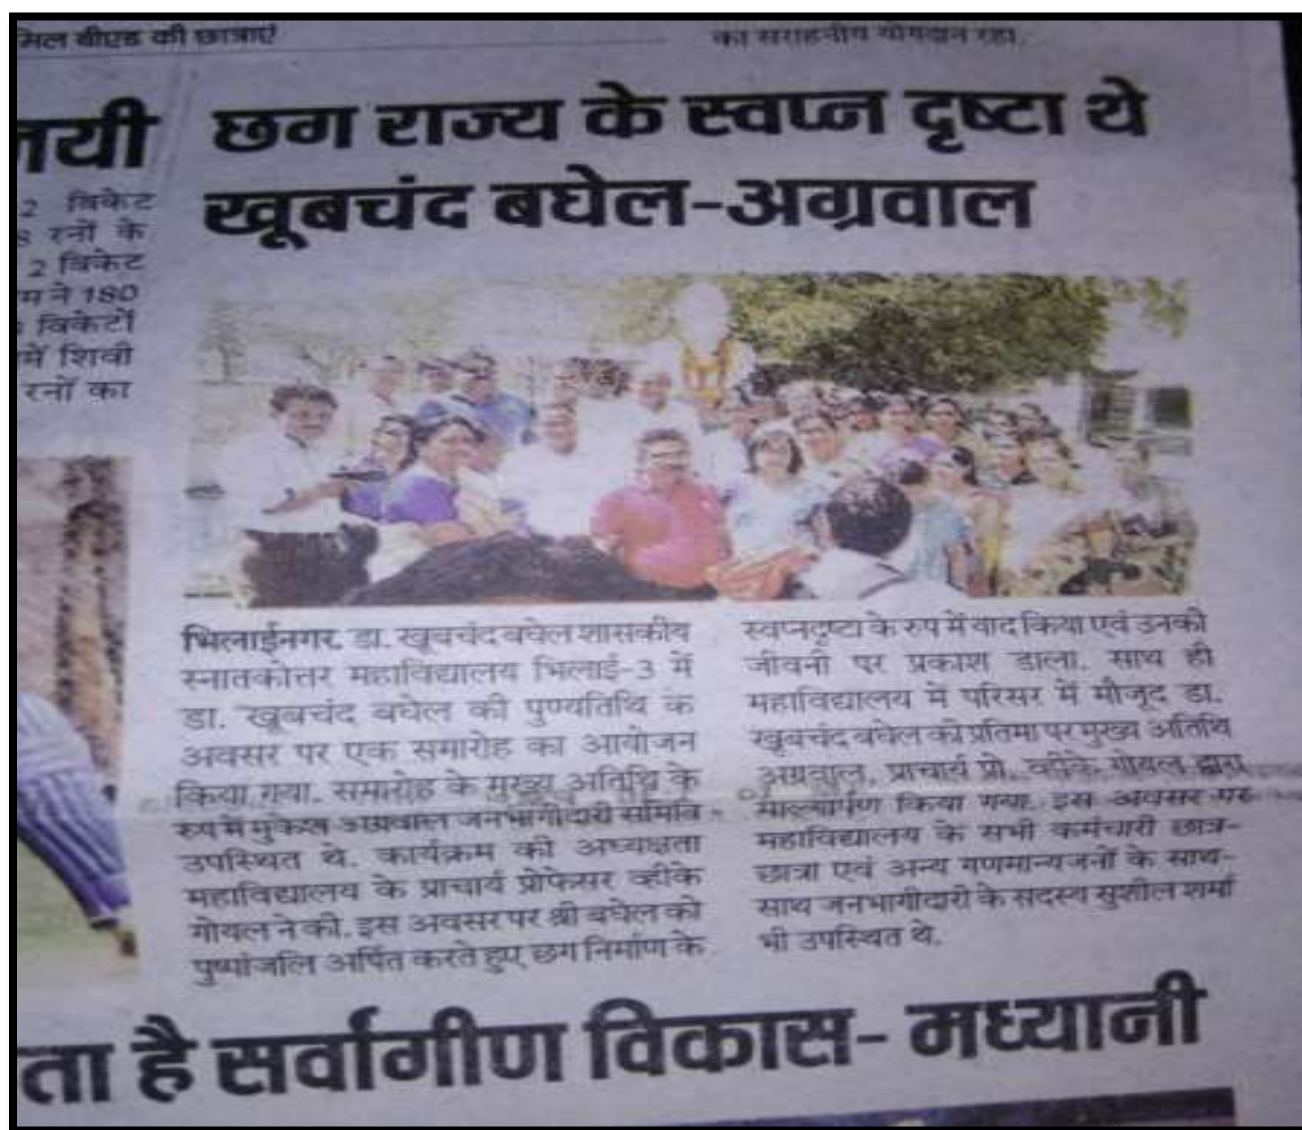 मिल बीएड की छात्राएं
का सराहनीय योगदान रहा.
नयी
2 विकेट
8 रनों के
2 विकेट
म ने 180
विकेटों
में शिवी
रनों का
छग राज्य के स्वप्न दृष्टा थे
खूबचंद बघेल-अग्रवाल
भिलाईनगर. डा. खूबचंद बघेल शासकीय
स्नातकोत्तर महाविद्यालय भिलाई-3 में
डा. खूबचंद बघेल की पुण्यतिथि के
अवसर पर एक समारोह का आयोजन
किया गया. समारोह के मुख्य अतिथि के
रुप में मुकेश अग्रवाल जनभागीदारी समिति
उपस्थित थे. कार्यक्रम की अध्यक्षता
महाविद्यालय के प्राचार्य प्रोफेसर व्हीके
गोयल ने की. इस अवसर पर श्री बघेल को
पुष्पांजलि अर्पित करते हुए छग निर्माण के
स्वप्नदृष्टा के रुप में याद किया एवं उनकी
जीवनी पर प्रकाश डाला. साथ ही
महाविद्यालय में परिसर में मौजूद डा.
खूबचंद बघेल की प्रतिमा पर मुख्य अतिथि
अग्रवाल, प्राचार्य प्रो. व्हीके गोयल द्वारा
माल्यार्पण किया गया. इस अवसर पर
महाविद्यालय के सभी कर्मचारी छात्र-
छात्रा एवं अन्य गणमान्यजनों के साथ-
साथ जनभागीदारी के सदस्य सुशील शर्मा
भी उपस्थित थे.
ता है सर्वांगीण विकास- मध्यानी